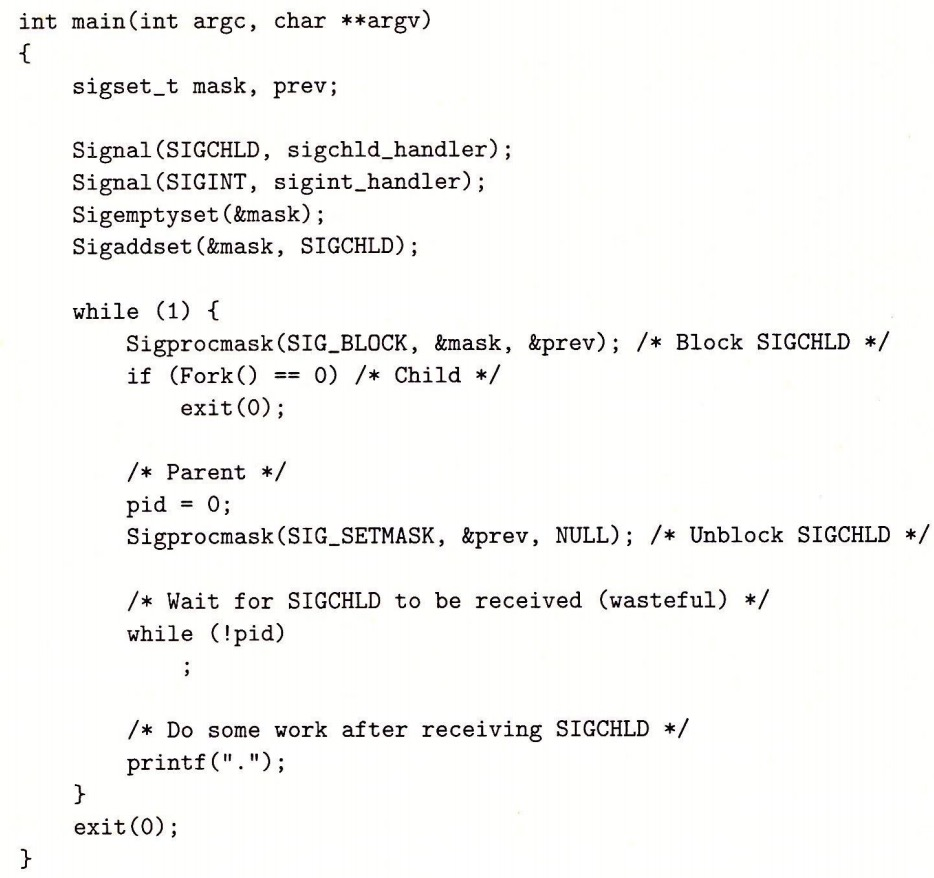 int main(int argc, char **argv)
{
    sigset_t mask, prev;

    Signal(SIGCHLD, sigchld_handler);
    Signal(SIGINT, sigint_handler);
    Sigemptyset(&mask);
    Sigaddset(&mask, SIGCHLD);

    while (1) {
        Sigprocmask(SIG_BLOCK, &mask, &prev); /* Block SIGCHLD */
        if (Fork() == 0) /* Child */
            exit(0);

        /* Parent */
        pid = 0;
        Sigprocmask(SIG_SETMASK, &prev, NULL); /* Unblock SIGCHLD */

        /* Wait for SIGCHLD to be received (wasteful) */
        while (!pid)
            ;

        /* Do some work after receiving SIGCHLD */
        printf(".");
    }
    exit(0);
}